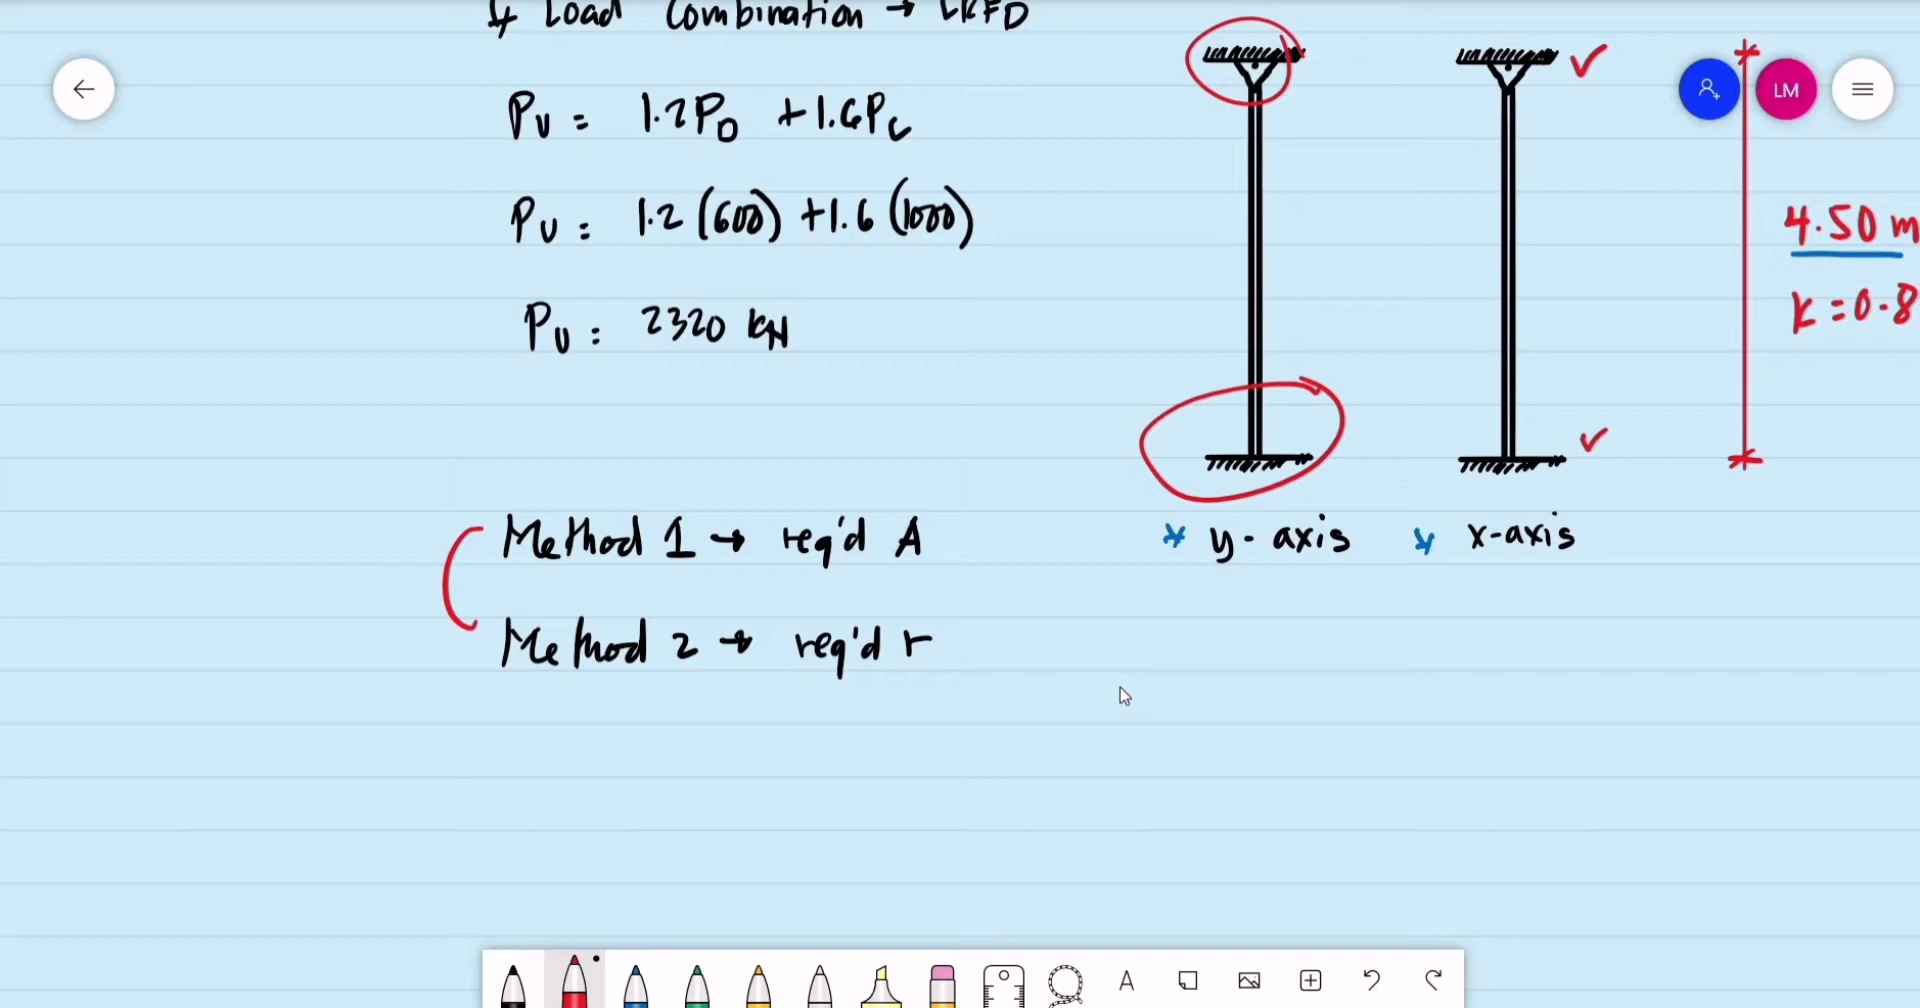 ↳ Load Combination → LRFD
PU = 1.2PD + 1.6PL
PU = 1.2 (600) + 1.6 (1000)
PU = 2320 kN
Method 1 → req'd A
Method 2 → req'd r
* y-axis * x-axis
4.50 m
k = 0.8
LM
A